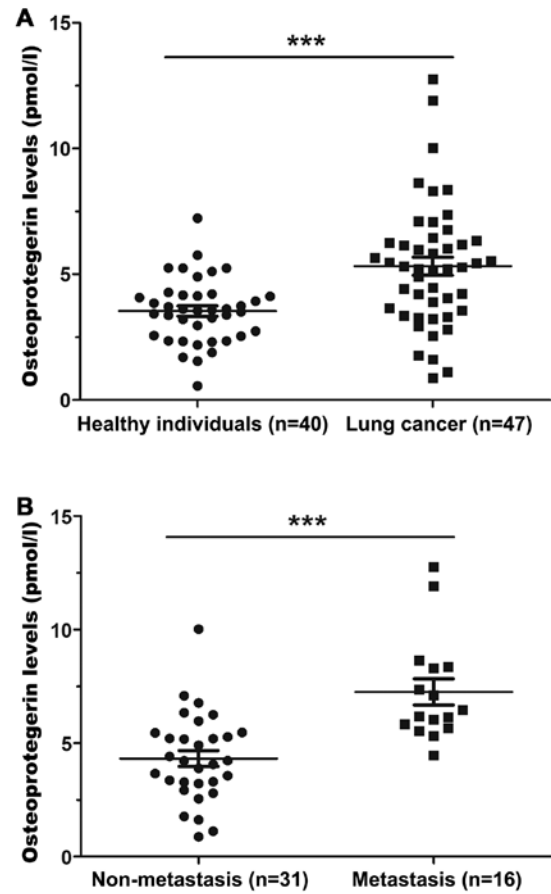 A
Osteoprotegerin levels (pmol/l)
15
10
5
0
***
Healthy individuals (n=40)
Lung cancer (n=47)
B
Osteoprotegerin levels (pmol/l)
15
10
5
0
***
Non-metastasis (n=31)
Metastasis (n=16)